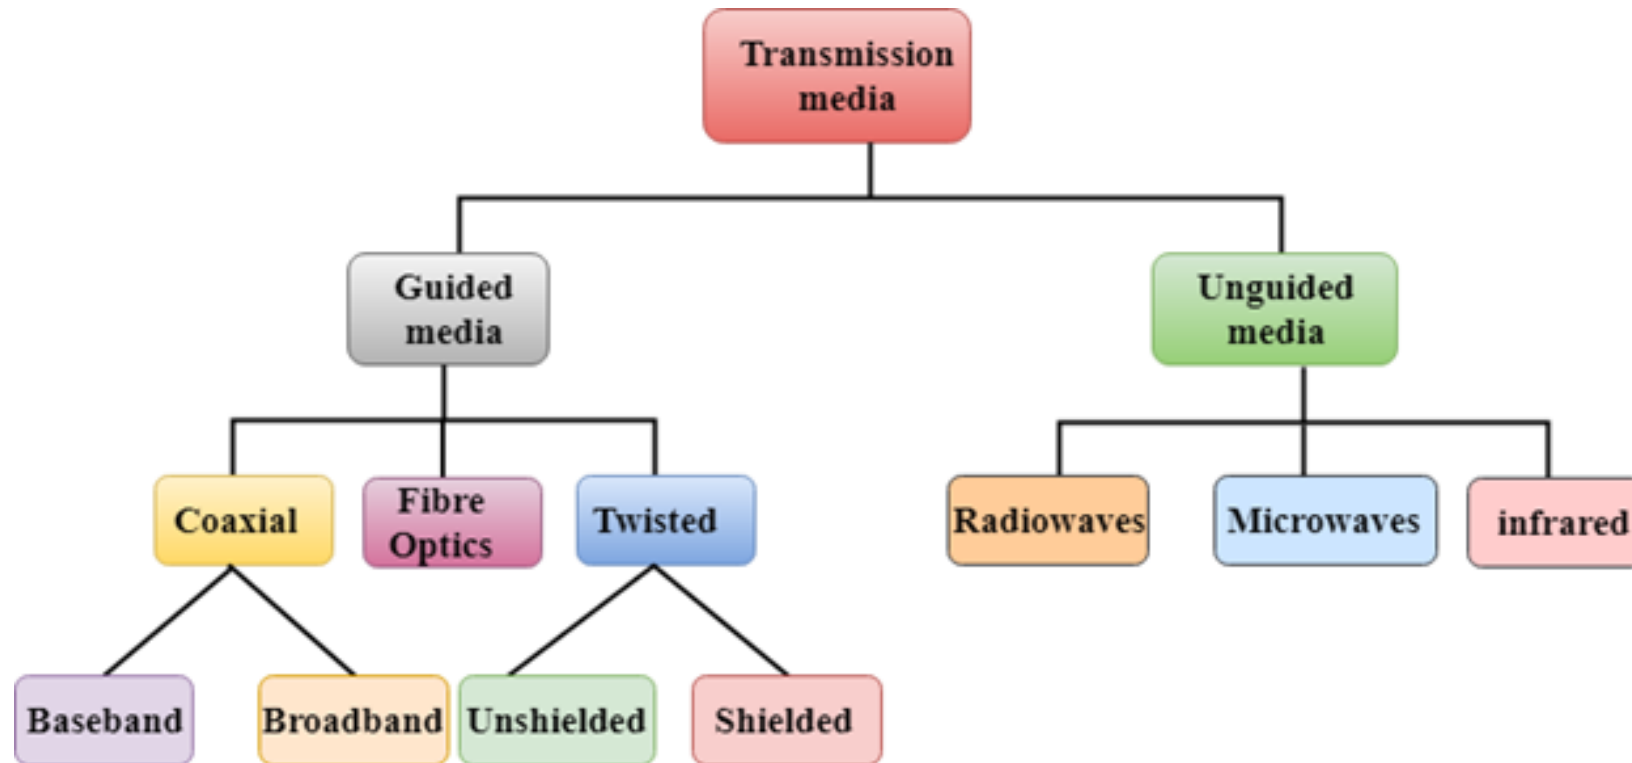 Transmission
media
Guided
media
Unguided
media
Coaxial
Fibre
Optics
Twisted
Radiowaves
Microwaves
infrared
Baseband
Broadband
Unshielded
Shielded